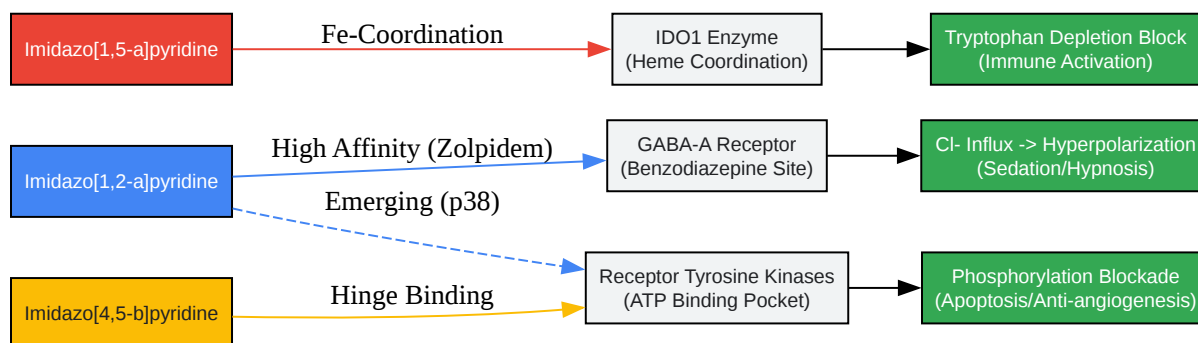 Imidazo[1,5-a]pyridine
Fe-Coordination
IDO1 Enzyme
(Heme Coordination)
Tryptophan Depletion Block
(Immune Activation)
Imidazo[1,2-a]pyridine
High Affinity (Zolpidem)
GABA-A Receptor
(Benzodiazepine Site)
Cl- Influx -> Hyperpolarization
(Sedation/Hypnosis)
Emerging (p38)
Imidazo[4,5-b]pyridine
Hinge Binding
Receptor Tyrosine Kinases
(ATP Binding Pocket)
Phosphorylation Blockade
(Apoptosis/Anti-angiogenesis)